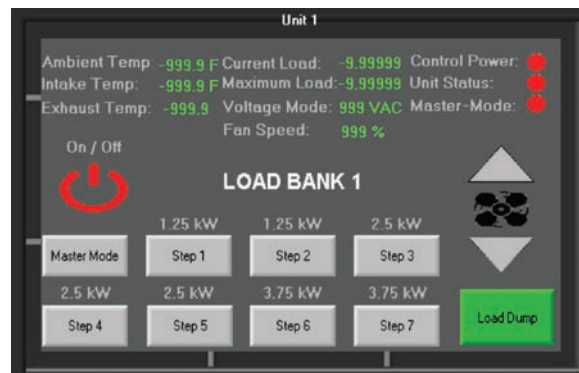 Unit 1
Ambient Temp: -999.9 F Current Load: -9.99999 Control Power:
Intake Temp: -999.9 F Maximum Load: -9.99999 Unit Status:
Exhaust Temp: -999.9 Voltage Mode: 999 VAC Master-Mode:
Fan Speed: 999 %
On / Off
LOAD BANK 1
1.25 kW 1.25 kW 2.5 kW
Master Mode Step 1 Step 2 Step 3
2.5 kW 2.5 kW 3.75 kW 3.75 kW
Step 4 Step 5 Step 6 Step 7 Load Dump